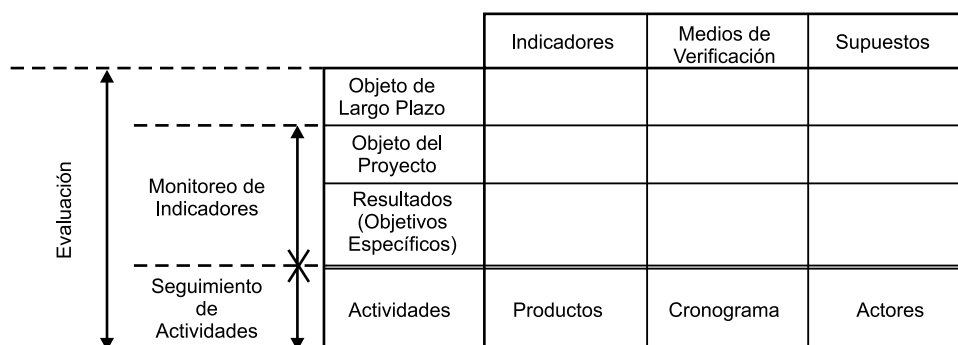 Indicadores
Medios de
Verificación
Supuestos
Evaluación
Objeto de
Largo Plazo
Monitoreo de
Indicadores
Objeto del
Proyecto
Resultados
(Objetivos
Específicos)
Seguimiento
de
Actividades
Actividades
Productos
Cronograma
Actores